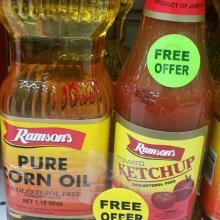 PRODUCT OF JAMAICA
FREE
OFFER
Ramson's
PURE
CORN OIL
CHOLESTEROL FREE
NET 1.18 litres
Ramson's
TOMATO
KETCHUP
CHOLESTEROL FREE
FREE
OFFER